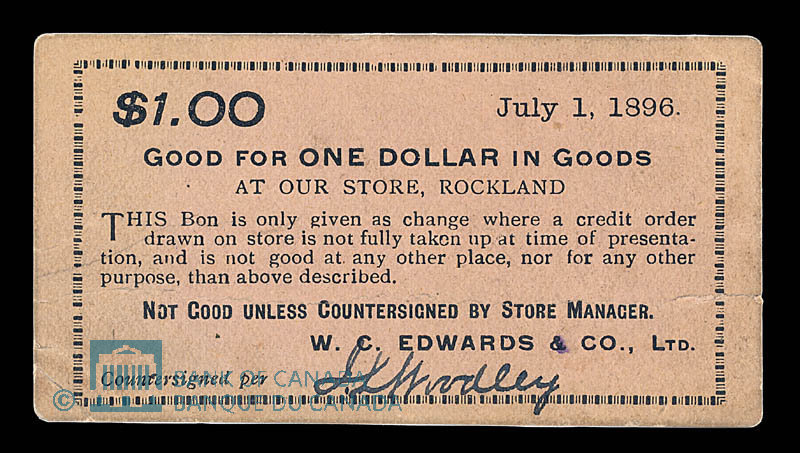 $1.00 July 1, 1896.
GOOD FOR ONE DOLLAR IN GOODS
AT OUR STORE, ROCKLAND
THIS Bon is only given as change where a credit order
drawn on store is not fully taken up at time of presenta-
tion, and is not good at any other place, nor for any other
purpose, than above described.
NOT GOOD UNLESS COUNTERSIGNED BY STORE MANAGER.
W. C. EDWARDS & CO., LTD.
Countersigned per Woodley
© BANK OF CANADA
BANQUE DU CANADA